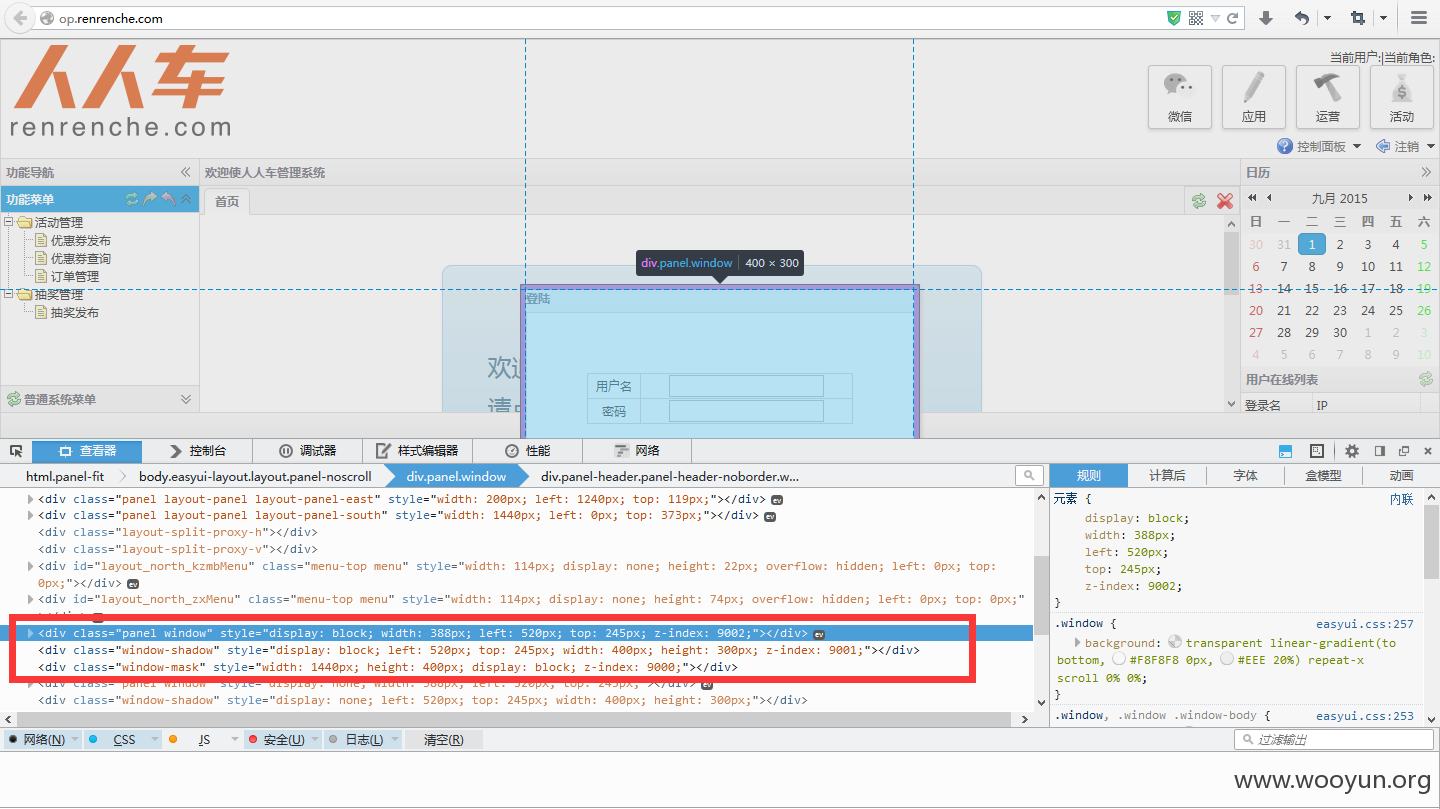 op.renrenche.com
人人车
renrenche.com
当前用户:|当前角色:
微信
应用
运营
活动
控制面板
注销
功能导航
欢迎使人人车管理系统
日历
功能菜单
首页
九月 2015
日 一 二 三 四 五 六
30 31 1 2 3 4 5
6 7 8 9 10 11 12
13 14 15 16 17 18 19
20 21 22 23 24 25 26
27 28 29 30 1 2 3
4 5 6 7 8 9 10
活动管理
优惠券发布
优惠券查询
订单管理
抽奖管理
抽奖发布
div.panel.window 400 × 300
登陆
用户名
密码
普通系统菜单
用户在线列表
登录名 IP
查看器
控制台
调试器
样式编辑器
性能
网络
html.panel-fit
body.easyui-layout.layout.panel-noscroll
div.panel.window
div.panel-header.panel-header-noborder.w...
规则
计算后
字体
盒模型
动画
<div class="panel layout-panel layout-panel-east" style="width: 200px; left: 1240px; top: 119px;"></div> ev
<div class="panel layout-panel layout-panel-south" style="width: 1440px; left: 0px; top: 373px;"></div> ev
<div class="layout-split-proxy-h"></div>
<div class="layout-split-proxy-v"></div>
<div id="layout_north_kzmbMenu" class="menu-top menu" style="width: 114px; display: none; height: 22px; overflow: hidden; left: 0px; top:
0px;"></div> ev
<div id="layout_north_zxMenu" class="menu-top menu" style="width: 114px; display: none; height: 74px; overflow: hidden; left: 0px; top: 0px;"
<div class="panel window" style="display: block; width: 388px; left: 520px; top: 245px; z-index: 9002;"></div> ev
<div class="window-shadow" style="display: block; left: 520px; top: 245px; width: 400px; height: 300px; z-index: 9001;"></div>
<div class="window-mask" style="width: 1440px; height: 400px; display: block; z-index: 9000;"></div>
<div class="panel window" style="display: none; width: 388px; left: 520px; top: 245px;"></div> ev
<div class="window-shadow" style="display: none; left: 520px; top: 245px; width: 400px; height: 300px;"></div>
元素 { 内联
display: block;
width: 388px;
left: 520px;
top: 245px;
z-index: 9002;
}
.window { easyui.css:257
background: transparent linear-gradient(to
bottom, #F8F8F8 0px, #EEE 20%) repeat-x
scroll 0% 0%;
}
.window, .window .window-body { easyui.css:253
网络(N)
CSS
JS
安全(U)
日志(L)
清空(R)
过滤输出
www.wooyun.org